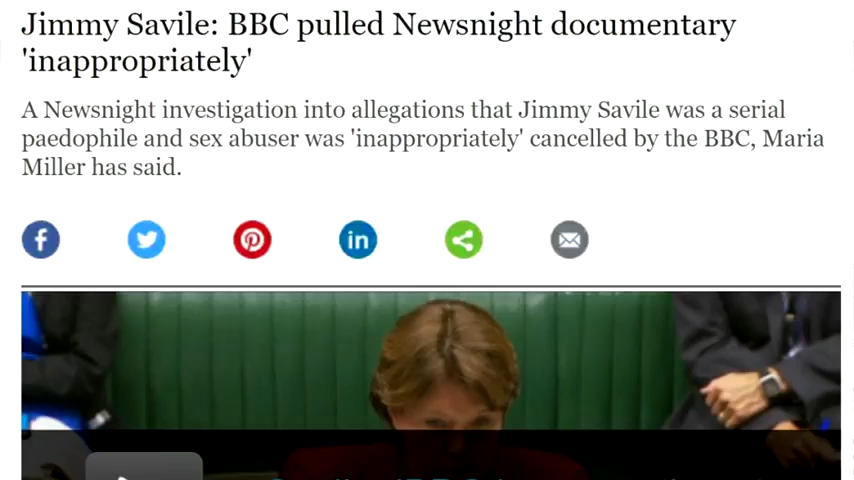 Jimmy Savile: BBC pulled Newsnight documentary
'inappropriately'
A Newsnight investigation into allegations that Jimmy Savile was a serial
paedophile and sex abuser was 'inappropriately' cancelled by the BBC, Maria
Miller has said.
f
in